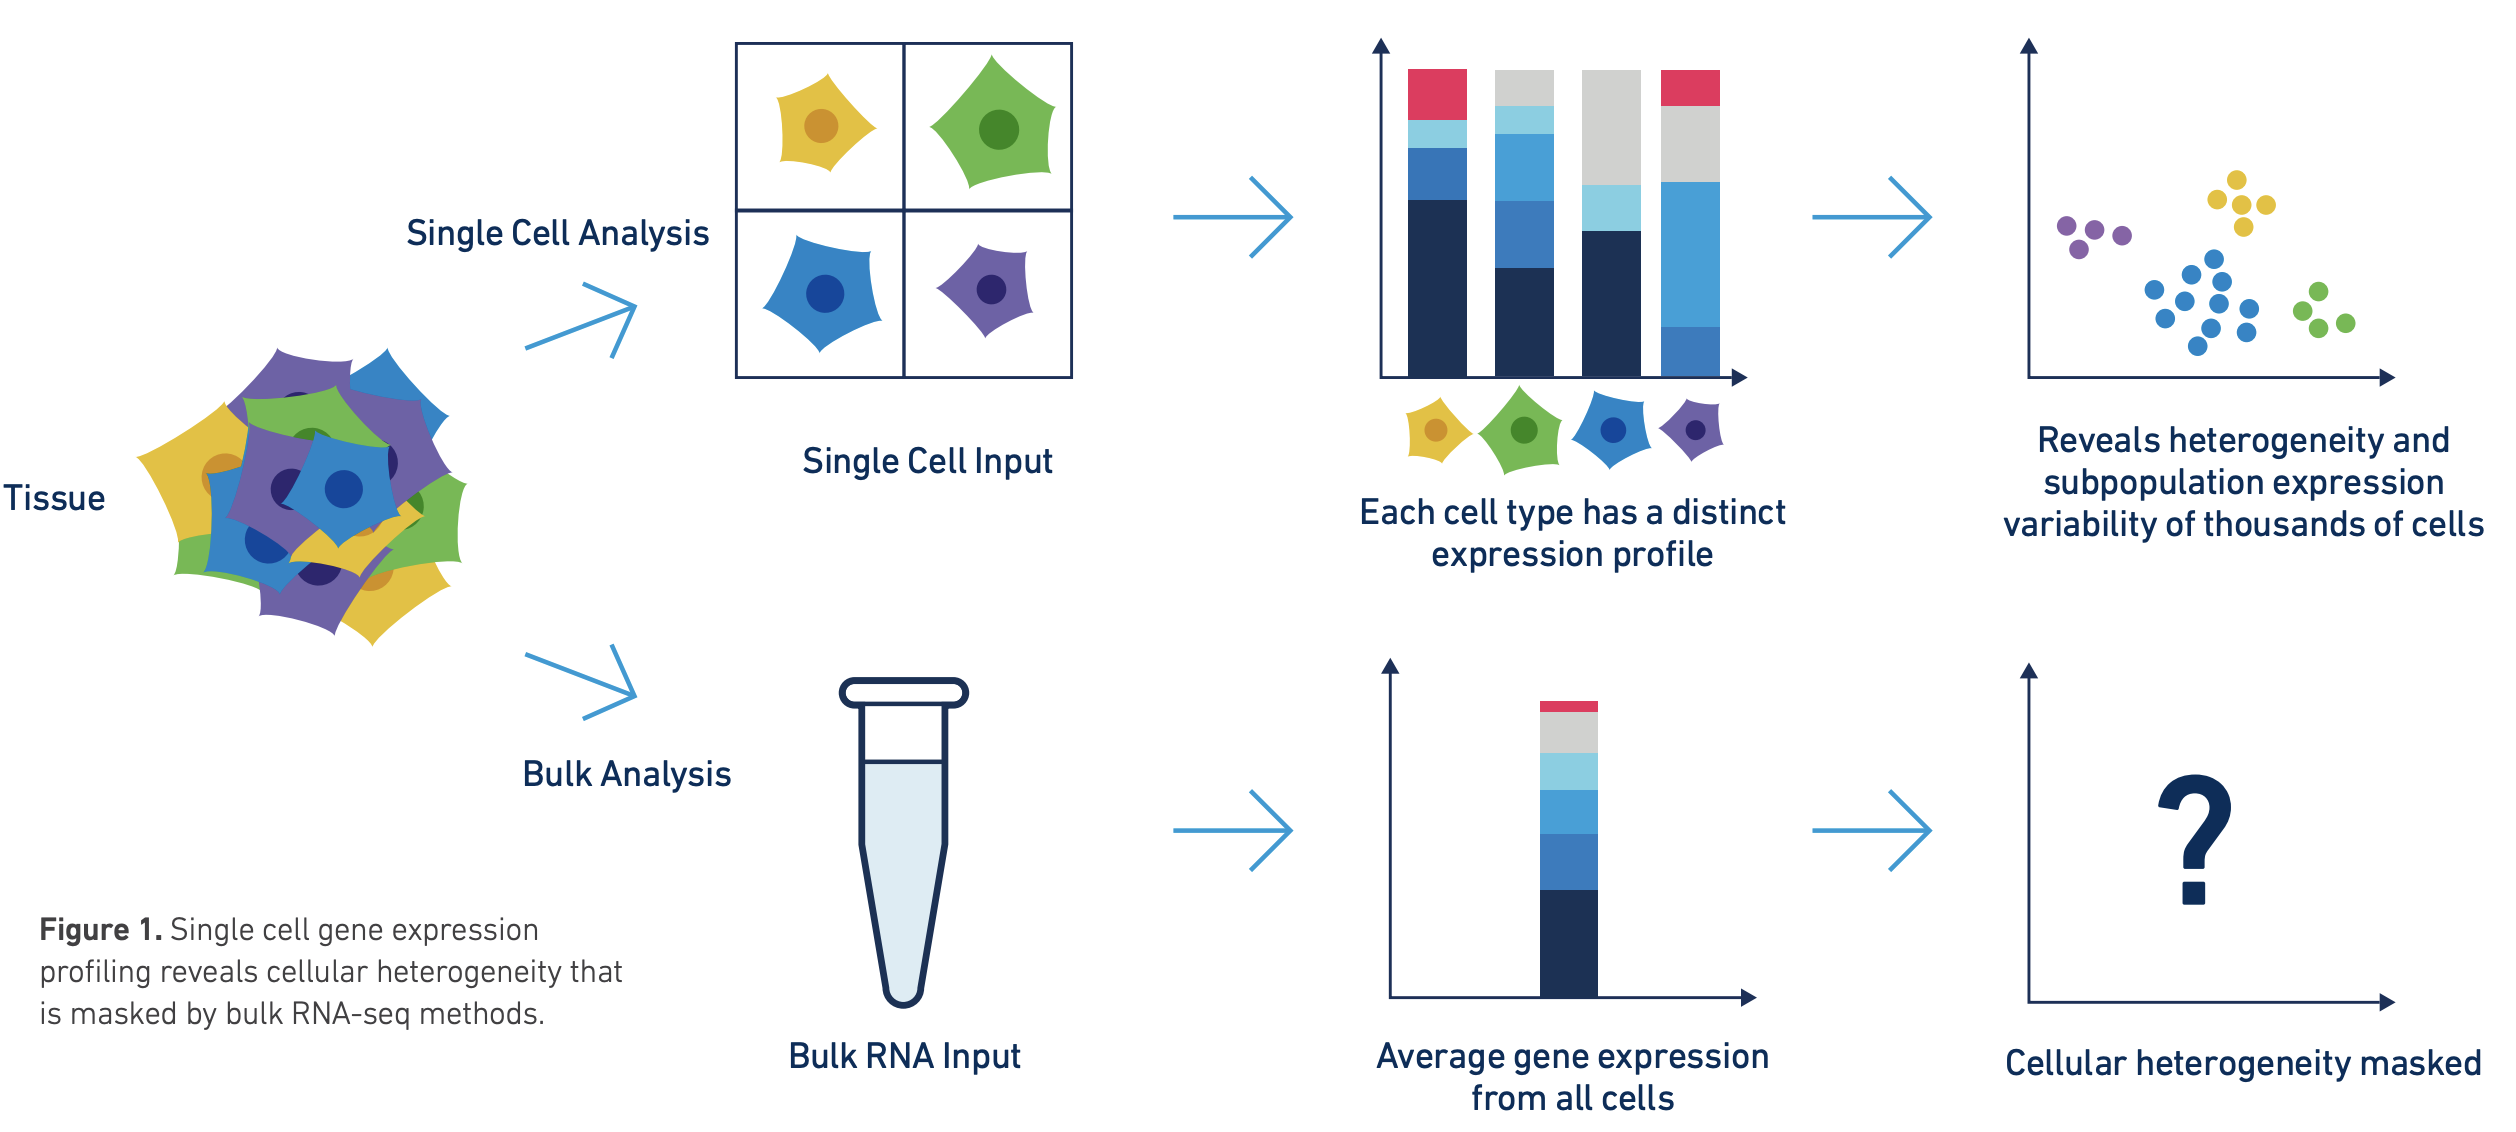 Tissue
Single Cell Analysis
Single Cell Input
Each cell type has a distinct
expression profile
Reveals heterogeneity and
subpopulation expression
variability of thousands of cells
Bulk Analysis
Bulk RNA Input
Average gene expression
from all cells
?
Cellular heterogeneity masked
Figure 1. Single cell gene expression
profiling reveals cellular heterogeneity that
is masked by bulk RNA-seq methods.